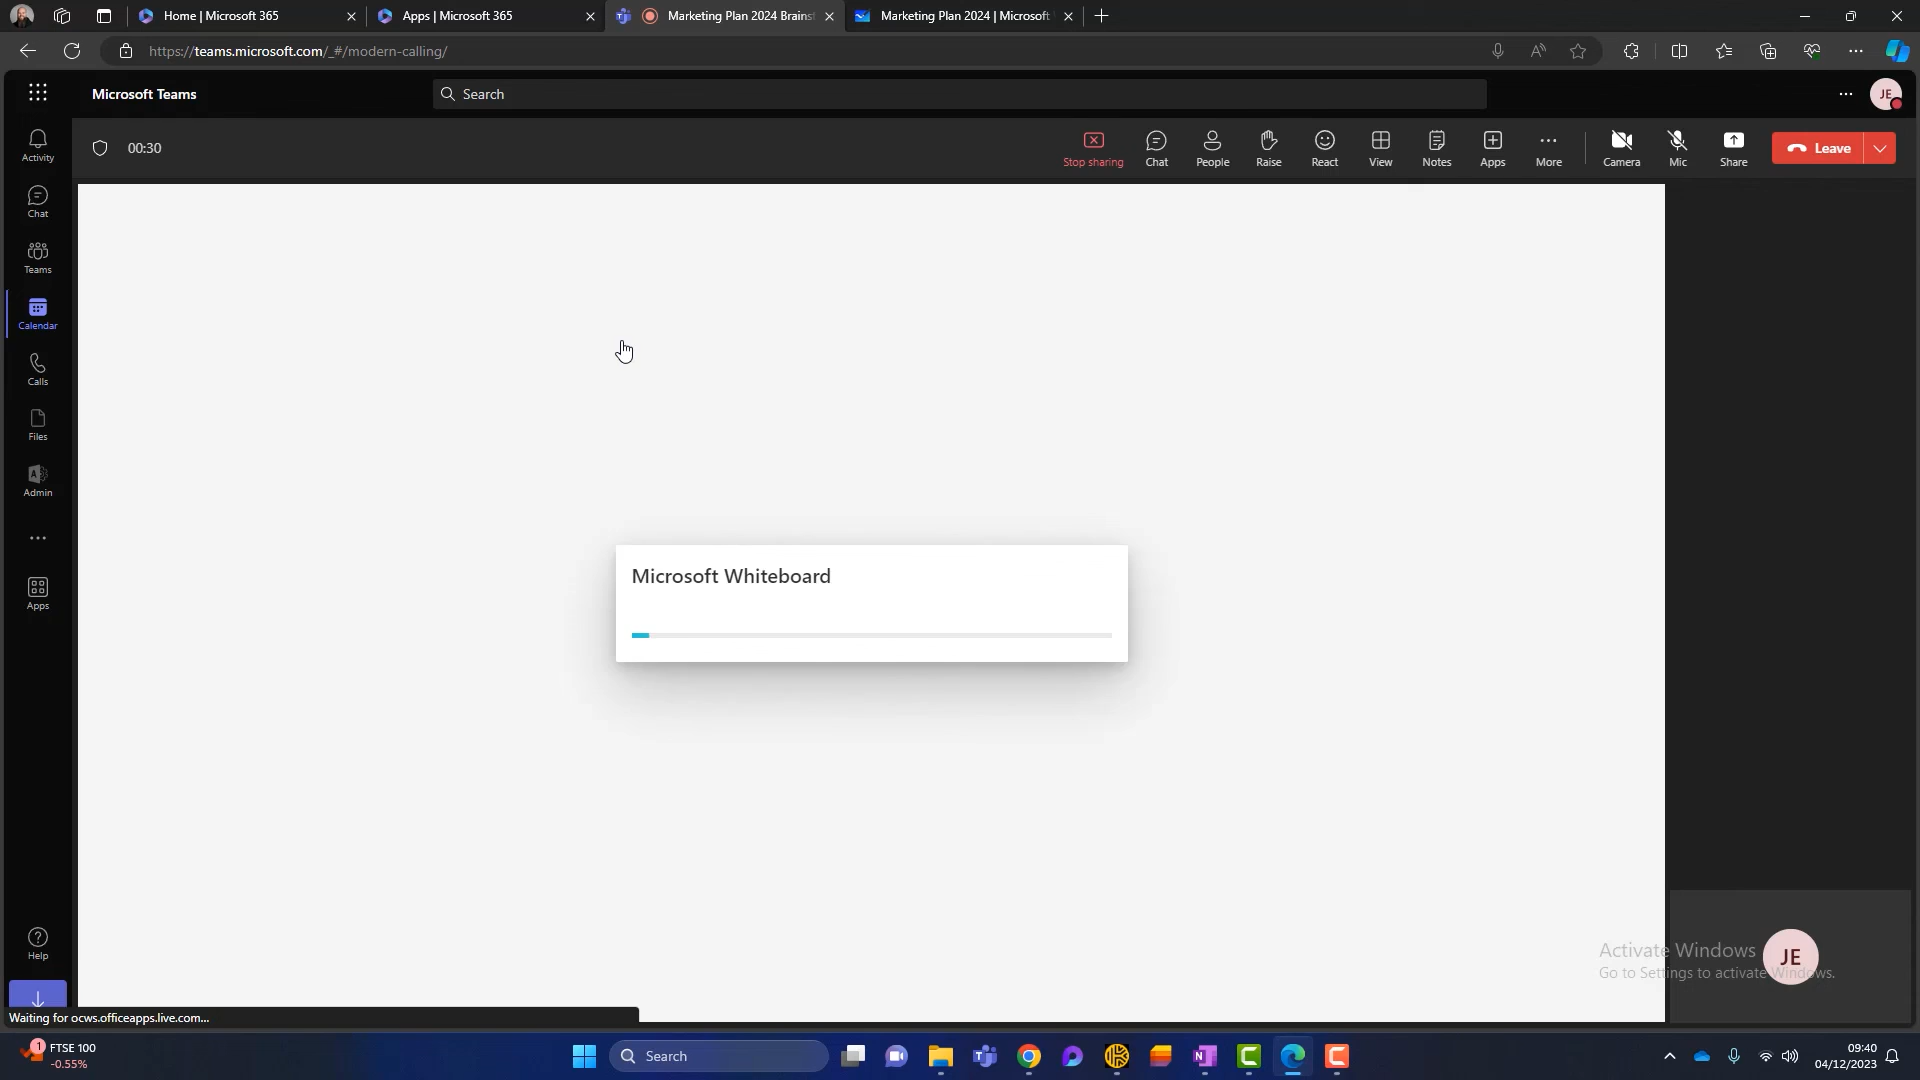 Home | Microsoft 365
Apps | Microsoft 365
Marketing Plan 2024 Brains
Marketing Plan 2024 | Microsoft
https://teams.microsoft.com/_#/modern-calling/
Microsoft Teams
Search
JE
00:30
Stop sharing
Chat
People
Raise
React
View
Notes
Apps
More
Camera
Mic
Share
Leave
Activity
Chat
Teams
Calendar
Calls
Files
Admin
Apps
Help
Microsoft Whiteboard
Activate Windows
Go to Settings to activate Windows.
JE
Waiting for ocws.officeapps.live.com...
1
FTSE 100
-0.55%
Search
09:40
04/12/2023